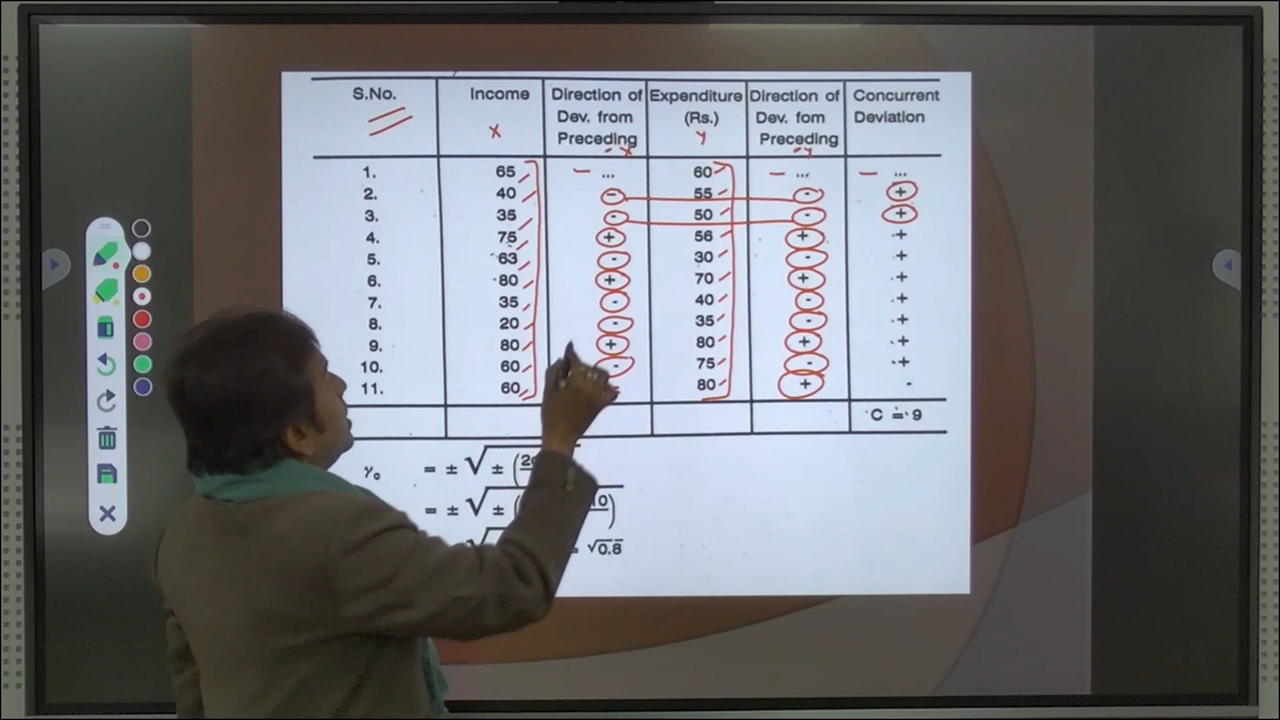 S.No. Income Direction of Dev. from Preceding Expenditure (Rs.) Direction of Dev. fom Preceding Concurrent Deviation
x x y y
1. 65 – ... 60 – ... – ...
2. 40 - 55 - +
3. 35 - 50 - +
4. 75 + 56 + +
5. 63 - 30 - +
6. 80 + 70 + +
7. 35 - 40 - +
8. 20 - 35 - +
9. 80 + 80 + +
10. 60 - 75 - +
11. 60 80 + -
C = 9
γ₀ = ± √ ± (
= ± √ ± ( 10 )
= √0.8